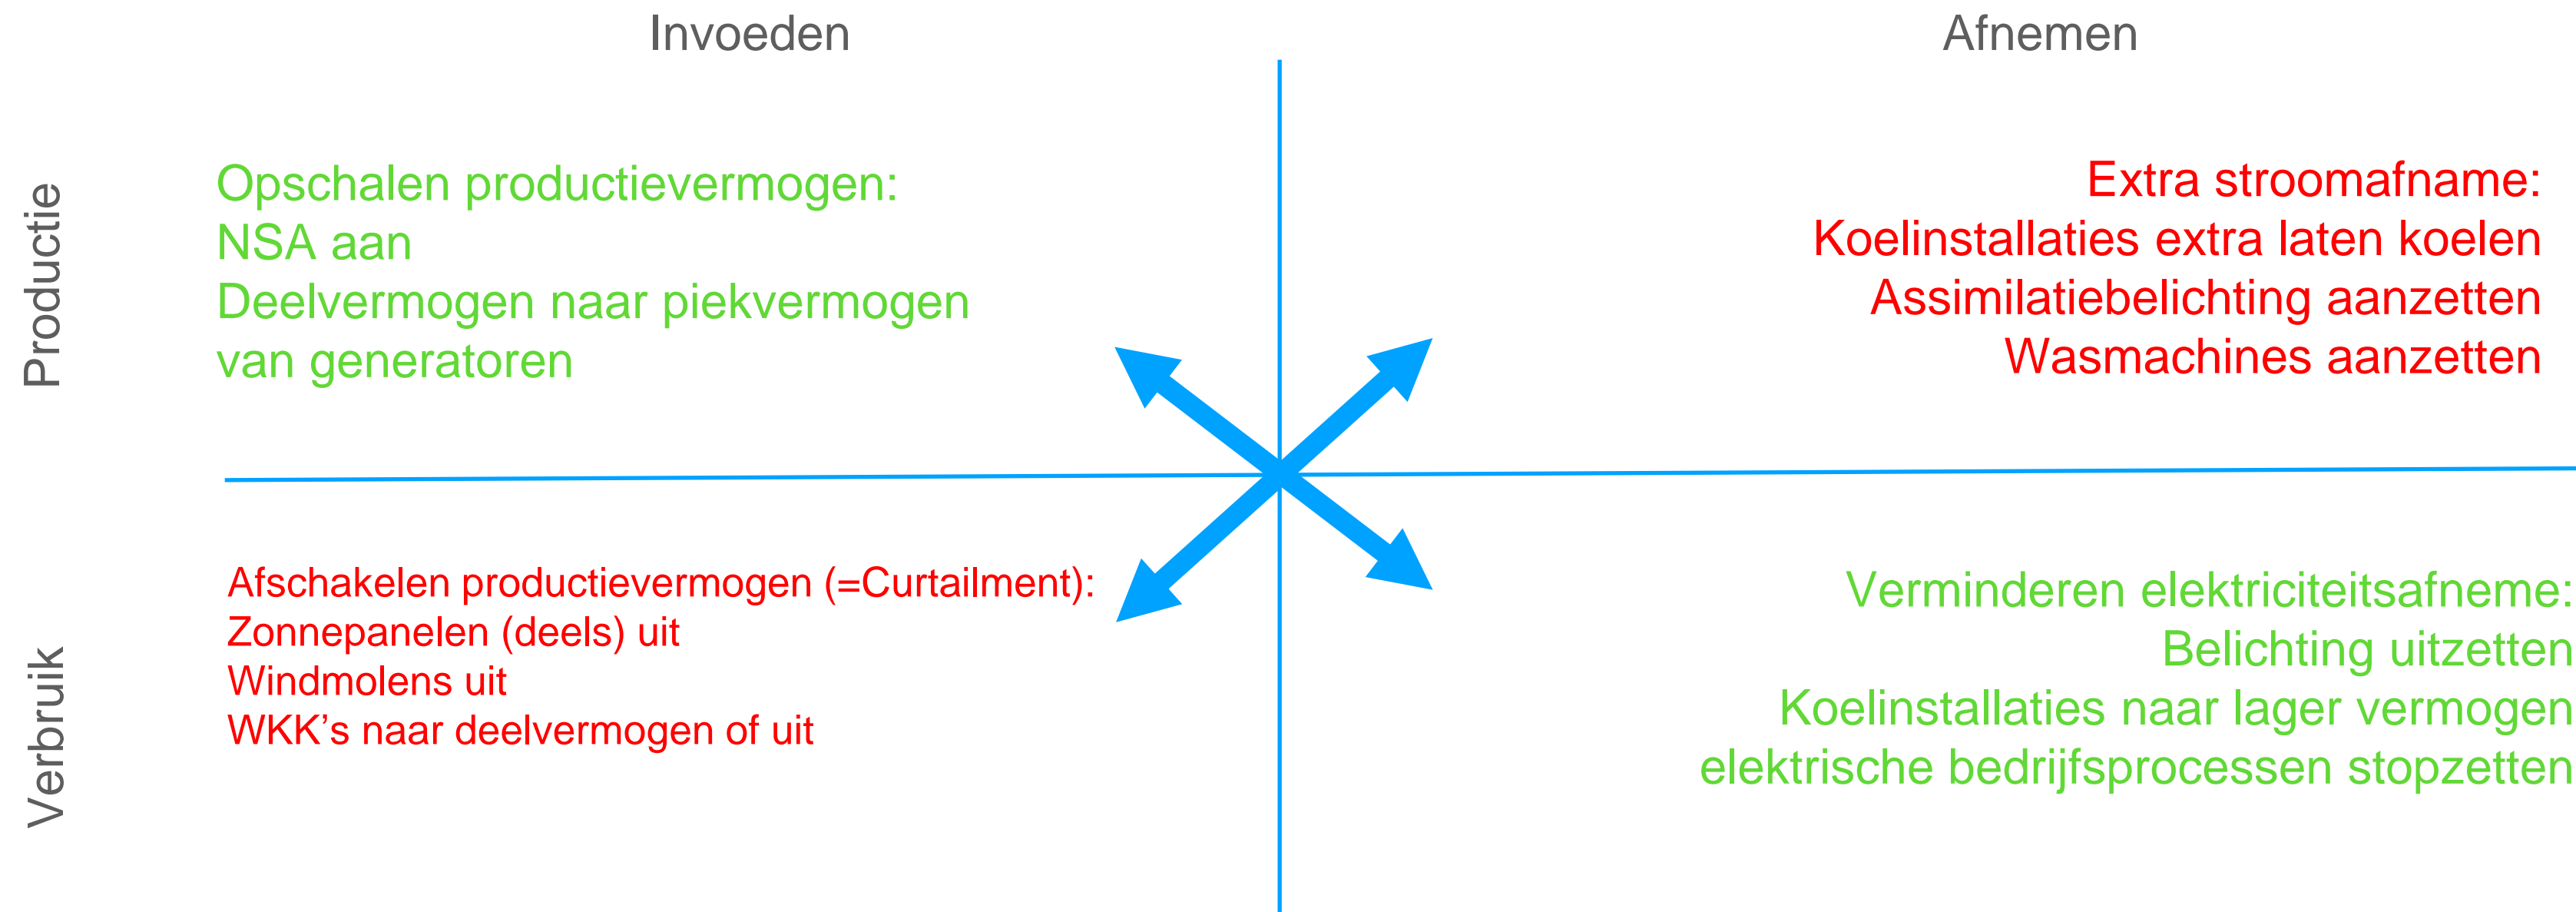 Invoeden
Afnemen
Productie
Opschalen productievermogen:
NSA aan
Deelvermogen naar piekvermogen
van generatoren
Extra stroomafname:
Koelinstallaties extra laten koelen
Assimilatiebelichting aanzetten
Wasmachines aanzetten
Verbruik
Afschakelen productievermogen (=Curtailment):
Zonnepanelen (deels) uit
Windmolens uit
WKK’s naar deelvermogen of uit
Verminderen elektriciteitsafneme:
Belichting uitzetten
Koelinstallaties naar lager vermogen
elektrische bedrijfsprocessen stopzetten